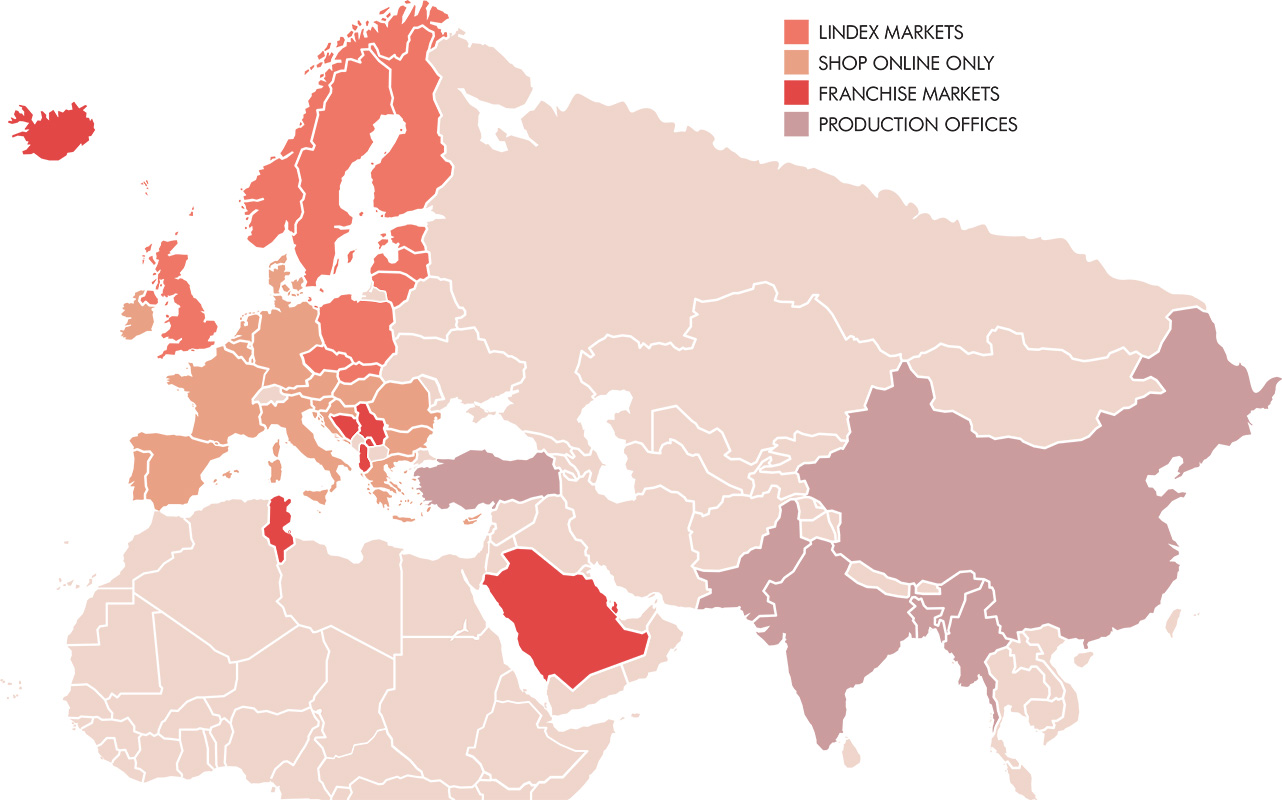 LINDEX MARKETS
SHOP ONLINE ONLY
FRANCHISE MARKETS
PRODUCTION OFFICES